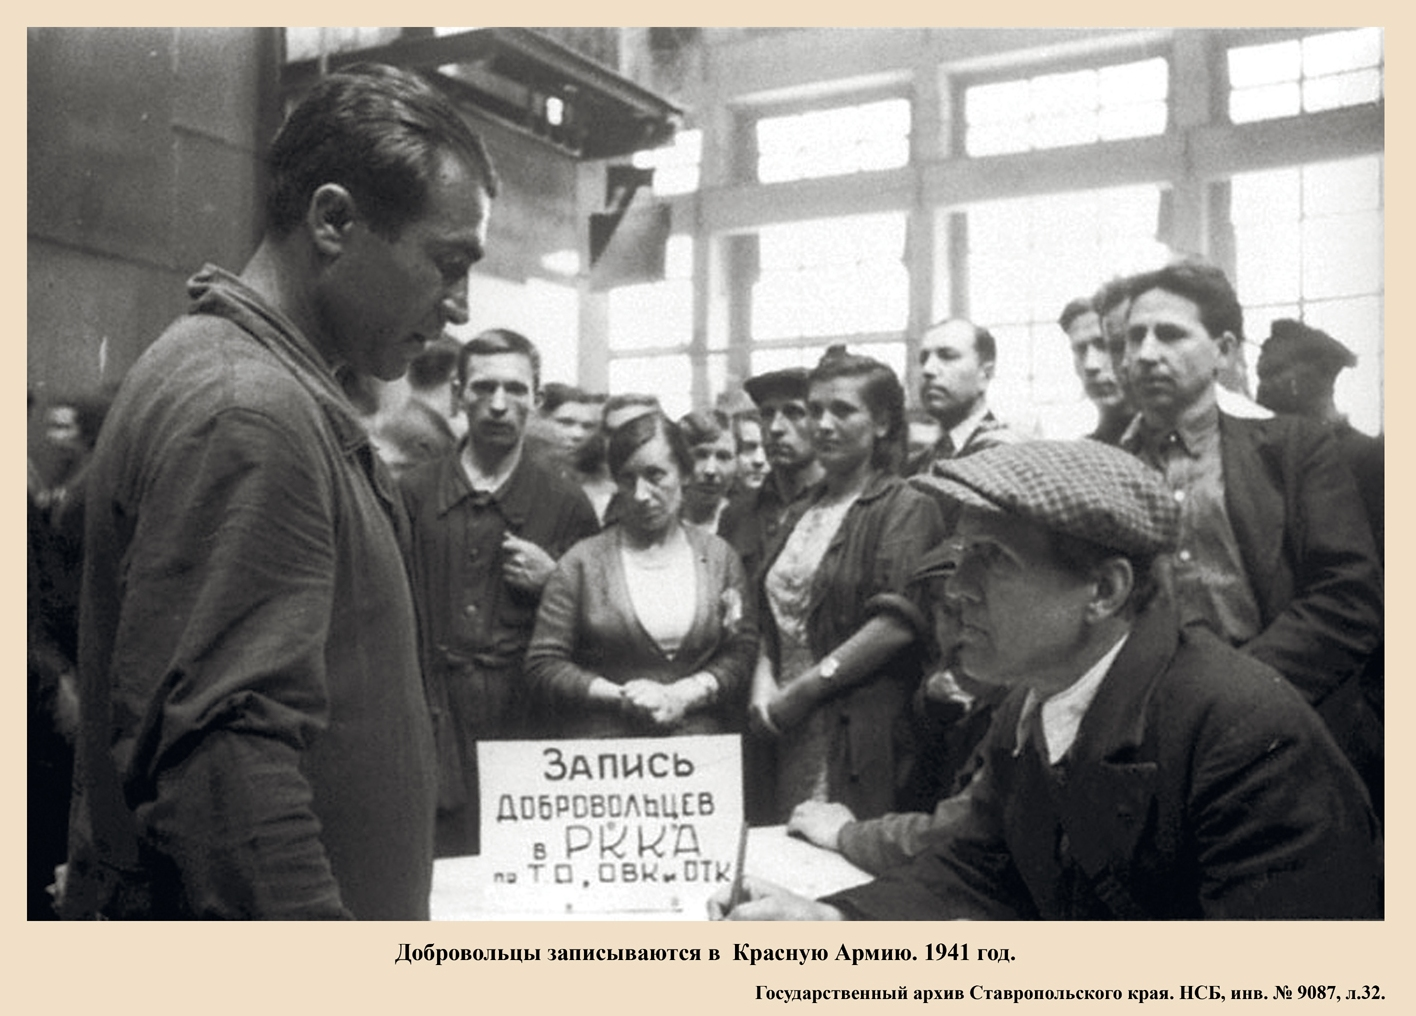 ЗАПИСЬ
ДОБРОВОЛЬЦЕВ
в РККА
по ТО, ОВК и ОТК
Добровольцы записываются в Красную Армию. 1941 год.
Государственный архив Ставропольского края. НСБ, инв. № 9087, л.32.